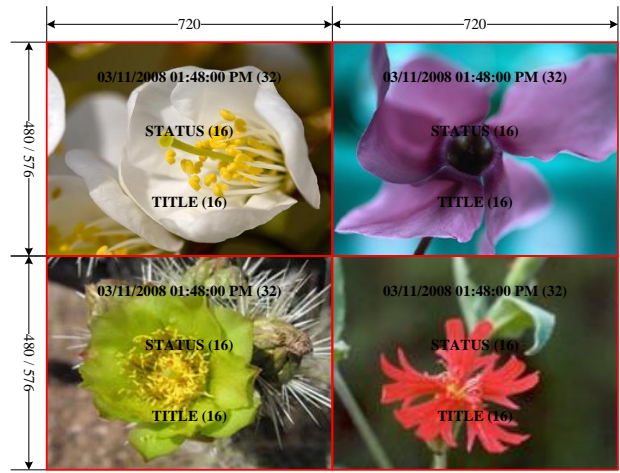 720
720
480 / 576
03/11/2008 01:48:00 PM (32)
STATUS (16)
TITLE (16)
03/11/2008 01:48:00 PM (32)
STATUS (16)
TITLE (16)
480 / 576
03/11/2008 01:48:00 PM (32)
STATUS (16)
TITLE (16)
03/11/2008 01:48:00 PM (32)
STATUS (16)
TITLE (16)